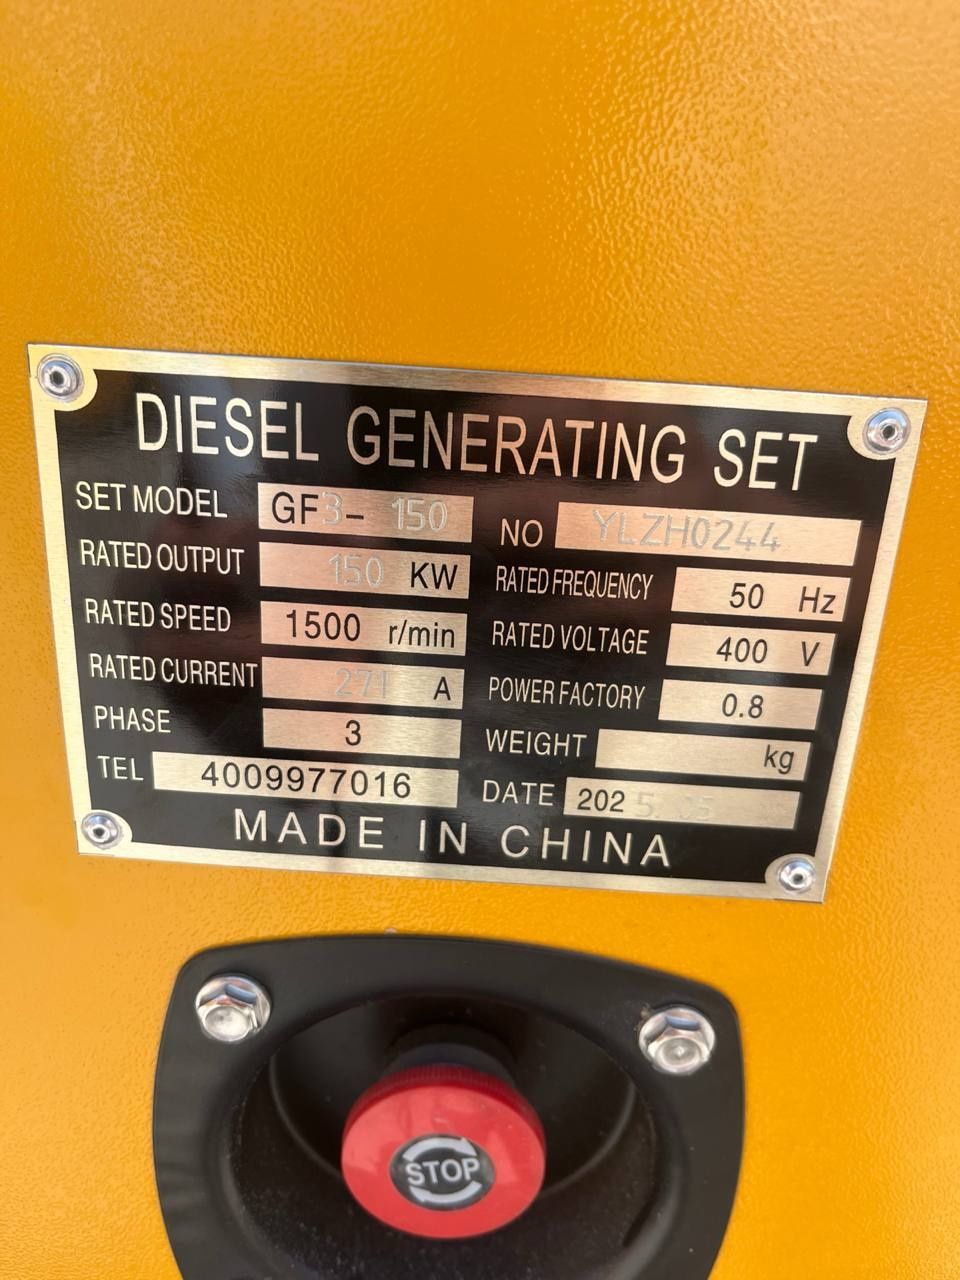 DIESEL GENERATING SET
SET MODEL GF3- 150
NO YLZH0244
RATED OUTPUT 150 KW
RATED FREQUENCY 50 Hz
RATED SPEED 1500 r/min
RATED VOLTAGE 400 V
RATED CURRENT 271 A
POWER FACTORY 0.8
PHASE 3
WEIGHT kg
TEL 4009977016
DATE 2025.05
MADE IN CHINA
STOP